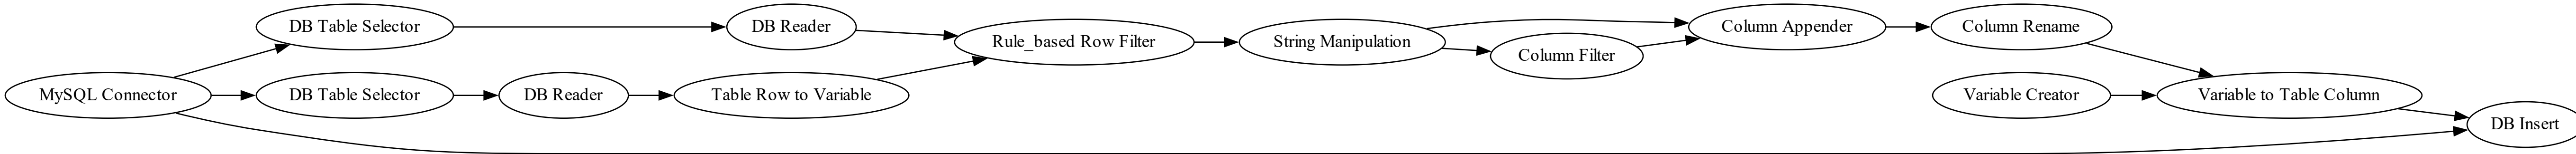 DB Table Selector
DB Reader
Rule_based Row Filter
String Manipulation
Column Appender
Column Rename
Column Filter
MySQL Connector
DB Table Selector
DB Reader
Table Row to Variable
Variable Creator
Variable to Table Column
DB Insert